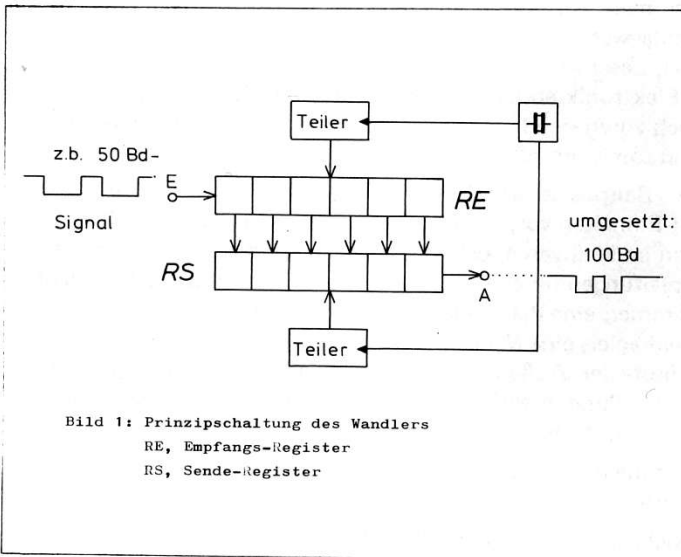 Teiler
z.b. 50 Bd-
E
Signal
RE
RS
umgesetzt:
100 Bd
A
Teiler
Bild 1: Prinzipschaltung des Wandlers
RE, Empfangs-Register
RS, Sende-Register